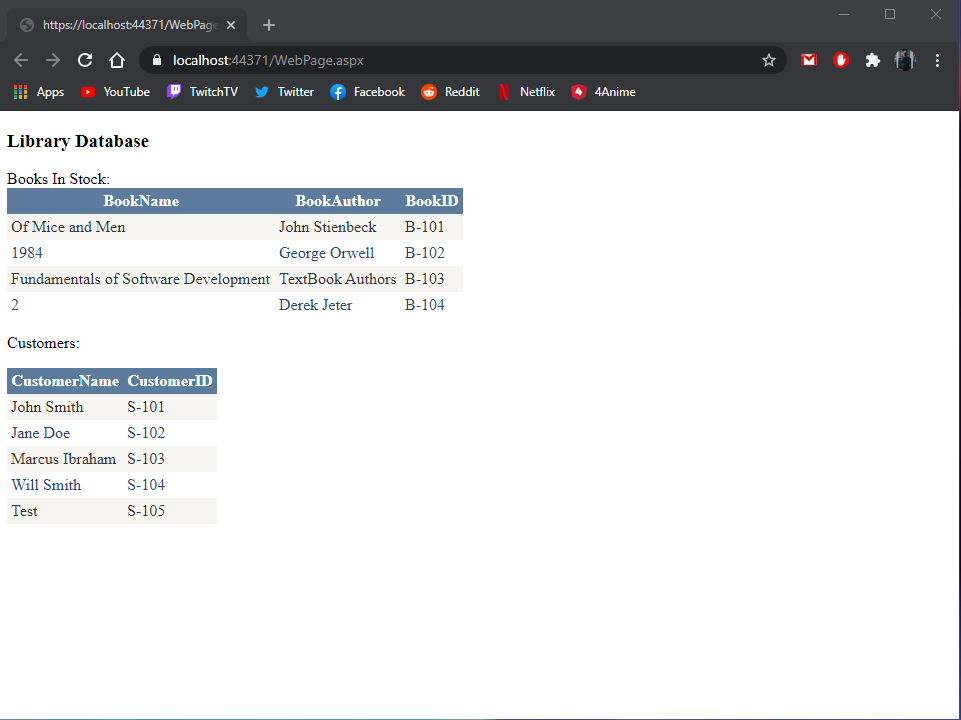 https://localhost:44371/WebPage
localhost:44371/WebPage.aspx
Apps YouTube TwitchTV Twitter Facebook Reddit Netflix 4Anime
Library Database
Books In Stock:
BookName BookAuthor BookID
Of Mice and Men John Stienbeck B-101
1984 George Orwell B-102
Fundamentals of Software Development TextBook Authors B-103
2 Derek Jeter B-104
Customers:
CustomerName CustomerID
John Smith S-101
Jane Doe S-102
Marcus Ibraham S-103
Will Smith S-104
Test S-105